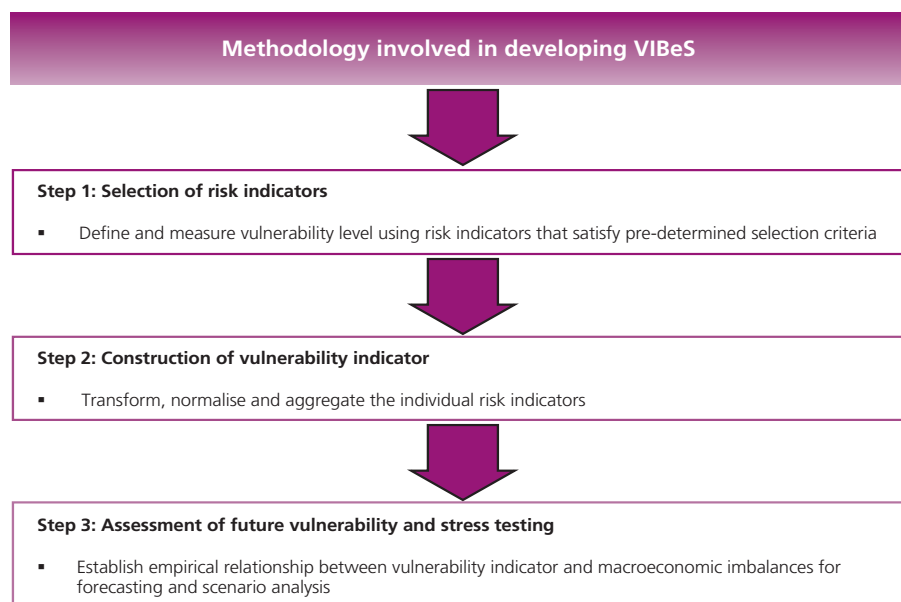 Methodology involved in developing VIBeS
Step 1: Selection of risk indicators
▪ Define and measure vulnerability level using risk indicators that satisfy pre-determined selection criteria
Step 2: Construction of vulnerability indicator
▪ Transform, normalise and aggregate the individual risk indicators
Step 3: Assessment of future vulnerability and stress testing
▪ Establish empirical relationship between vulnerability indicator and macroeconomic imbalances for
forecasting and scenario analysis